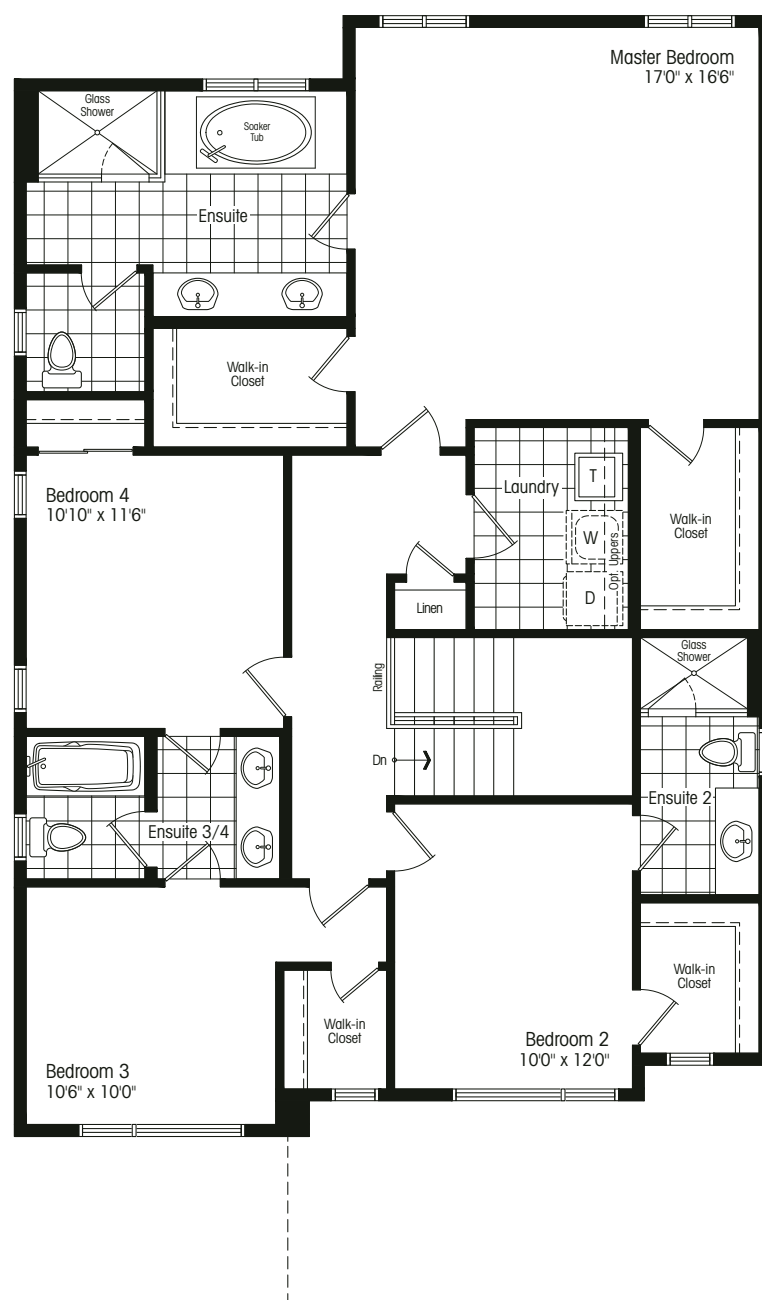 Master Bedroom
17'0" x 16'6"
Glass
Shower
Soaker
Tub
Ensuite
Walk-in
Closet
Bedroom 4
10'10" x 11'6"
Laundry
T
W
D
Opt. Uppers
Walk-in
Closet
Linen
Railing
Dn
Glass
Shower
Ensuite 2
Ensuite 3/4
Walk-in
Closet
Walk-in
Closet
Bedroom 2
10'0" x 12'0"
Bedroom 3
10'6" x 10'0"